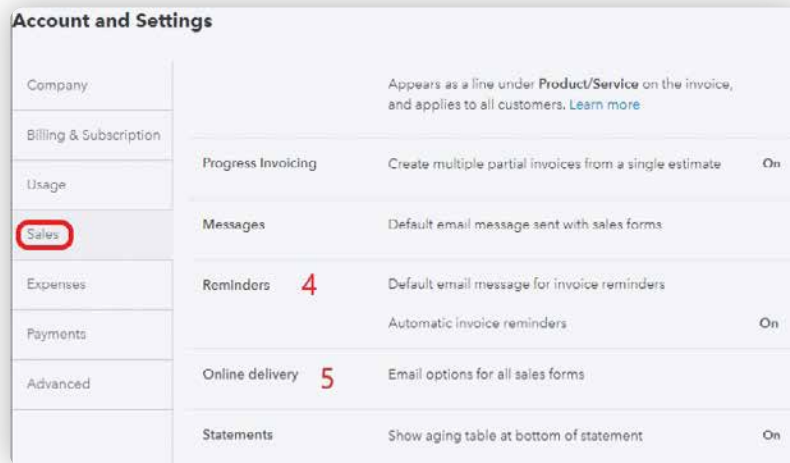 Account and Settings
Company
Billing & Subscription
Usage
Sales
Expenses
Payments
Advanced
Appears as a line under Product/Service on the invoice,
and applies to all customers. Learn more
Progress Invoicing Create multiple partial invoices from a single estimate On
Messages Default email message sent with sales forms
Reminders 4 Default email message for invoice reminders
Automatic invoice reminders On
Online delivery 5 Email options for all sales forms
Statements Show aging table at bottom of statement On